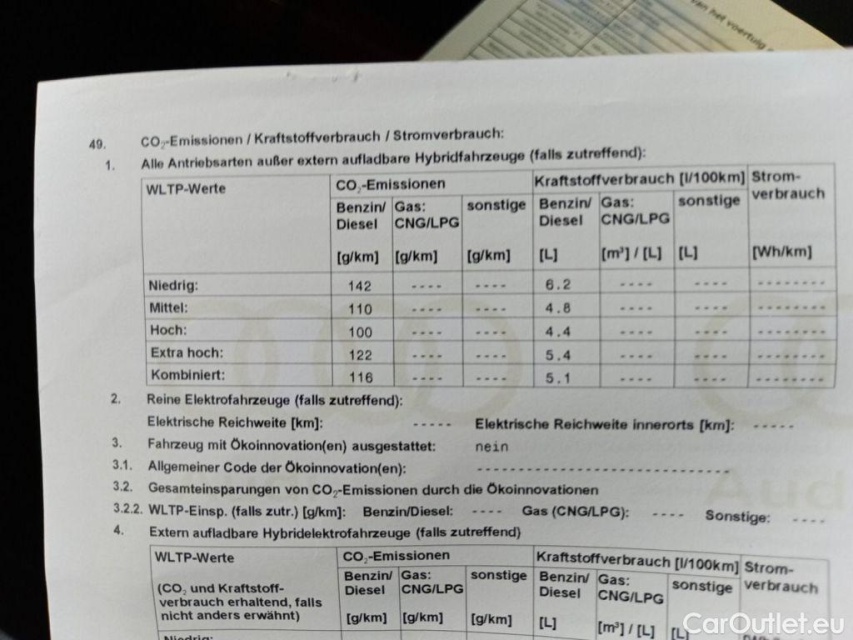 van het voertuig
49. CO₂-Emissionen / Kraftstoffverbrauch / Stromverbrauch:
1. Alle Antriebsarten außer extern aufladbare Hybridfahrzeuge (falls zutreffend):
WLTP-Werte CO₂-Emissionen Kraftstoffverbrauch [l/100km] Strom-verbrauch
Benzin/Diesel Gas: CNG/LPG sonstige Benzin/Diesel Gas: CNG/LPG sonstige
[g/km] [g/km] [g/km] [L] [m³] / [L] [L] [Wh/km]
Niedrig: 142 ---- ---- 6.2 ---- ---- --------
Mittel: 110 ---- ---- 4.8 ---- ---- --------
Hoch: 100 ---- ---- 4.4 ---- ---- --------
Extra hoch: 122 ---- ---- 5.4 ---- ---- --------
Kombiniert: 116 ---- ---- 5.1 ---- ---- --------
2. Reine Elektrofahrzeuge (falls zutreffend):
Elektrische Reichweite [km]: ----- Elektrische Reichweite innerorts [km]: -----
3. Fahrzeug mit Ökoinnovation(en) ausgestattet: nein
3.1. Allgemeiner Code der Ökoinnovation(en): ----------------------------
3.2. Gesamteinsparungen von CO₂-Emissionen durch die Ökoinnovationen
3.2.2. WLTP-Einsp. (falls zutr.) [g/km]: Benzin/Diesel: ---- Gas (CNG/LPG): ---- Sonstige: ----
4. Extern aufladbare Hybridelektrofahrzeuge (falls zutreffend)
WLTP-Werte CO₂-Emissionen Kraftstoffverbrauch [l/100km] Strom-verbrauch
(CO₂ und Kraftstoff-verbrauch erhaltend, falls nicht anders erwähnt) Benzin/Diesel Gas: CNG/LPG sonstige Benzin/Diesel Gas: CNG/LPG sonstige
[g/km] [g/km] [g/km] [L] [m³] / [L] [L]
Niedrig:
Aud
CarOutlet.eu